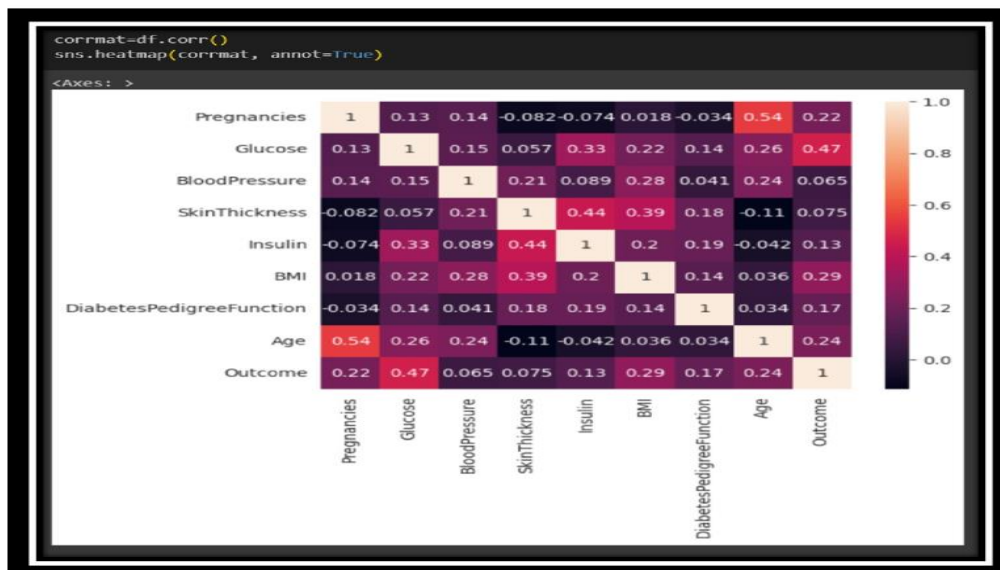 corrmat=df.corr()
sns.heatmap(corrmat, annot=True)
<Axes: >
Pregnancies 1 0.13 0.14 -0.082 -0.074 0.018 -0.034 0.54 0.22
Glucose 0.13 1 0.15 0.057 0.33 0.22 0.14 0.26 0.47
BloodPressure 0.14 0.15 1 0.21 0.089 0.28 0.041 0.24 0.065
SkinThickness -0.082 0.057 0.21 1 0.44 0.39 0.18 -0.11 0.075
Insulin -0.074 0.33 0.089 0.44 1 0.2 0.19 -0.042 0.13
BMI 0.018 0.22 0.28 0.39 0.2 1 0.14 0.036 0.29
DiabetesPedigreeFunction -0.034 0.14 0.041 0.18 0.19 0.14 1 0.034 0.17
Age 0.54 0.26 0.24 -0.11 -0.042 0.036 0.034 1 0.24
Outcome 0.22 0.47 0.065 0.075 0.13 0.29 0.17 0.24 1
Pregnancies
Glucose
BloodPressure
SkinThickness
Insulin
BMI
DiabetesPedigreeFunction
Age
Outcome
1.0
0.8
0.6
0.4
0.2
0.0